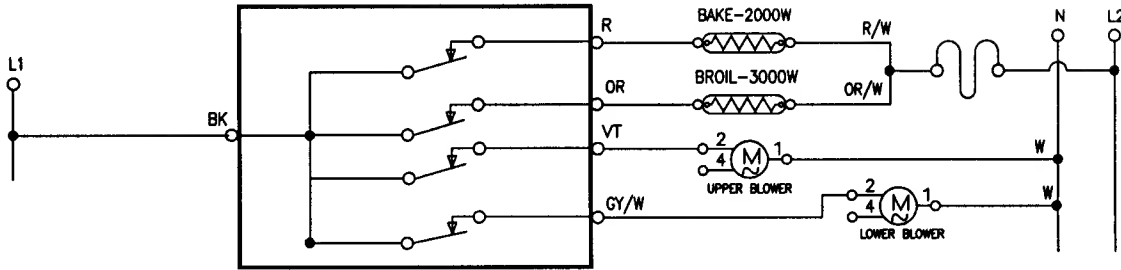 BAKE-2000W
R
R/W
N
L2
L1
BROIL-3000W
OR
OR/W
BK
VT
2
4
M
1
W
UPPER BLOWER
GY/W
2
4
M
1
W
LOWER BLOWER